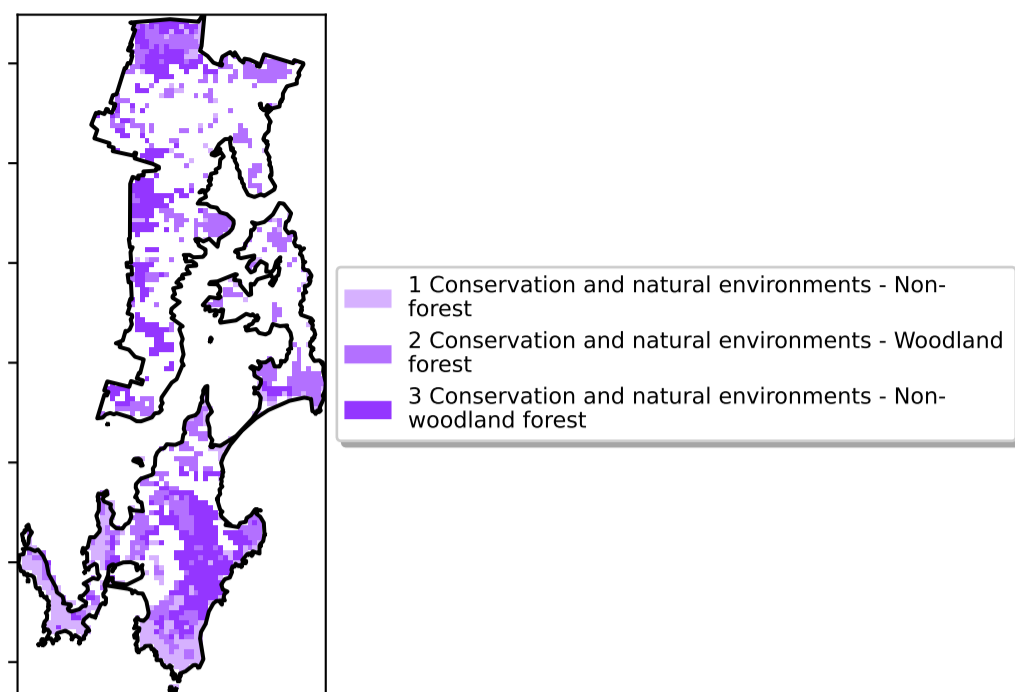 1 Conservation and natural environments - Non-
forest
2 Conservation and natural environments - Woodland
forest
3 Conservation and natural environments - Non-
woodland forest